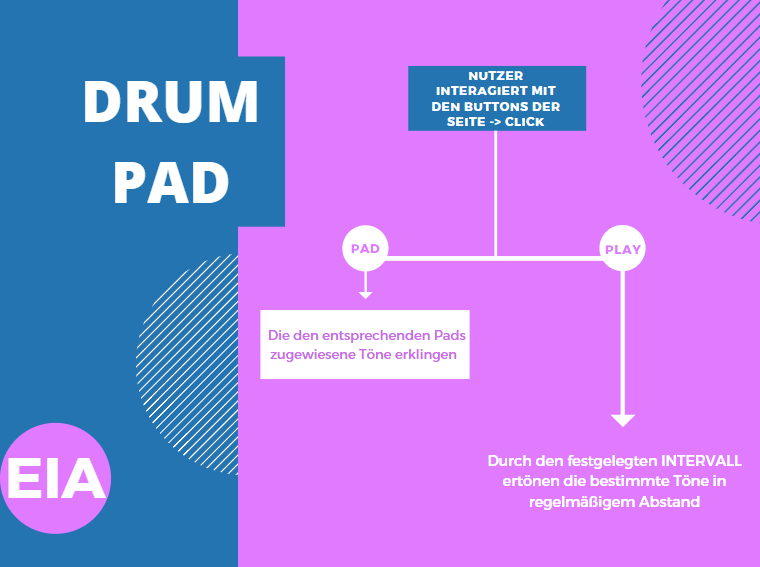 DRUM
PAD
NUTZER
INTERAGIERT MIT
DEN BUTTONS DER
SEITE -> CLICK
PAD
PLAY
Die den entsprechenden Pads
zugewiesene Töne erklingen
EIA
Durch den festgelegten INTERVALL
ertönen die bestimmte Töne in
regelmäßigem Abstand